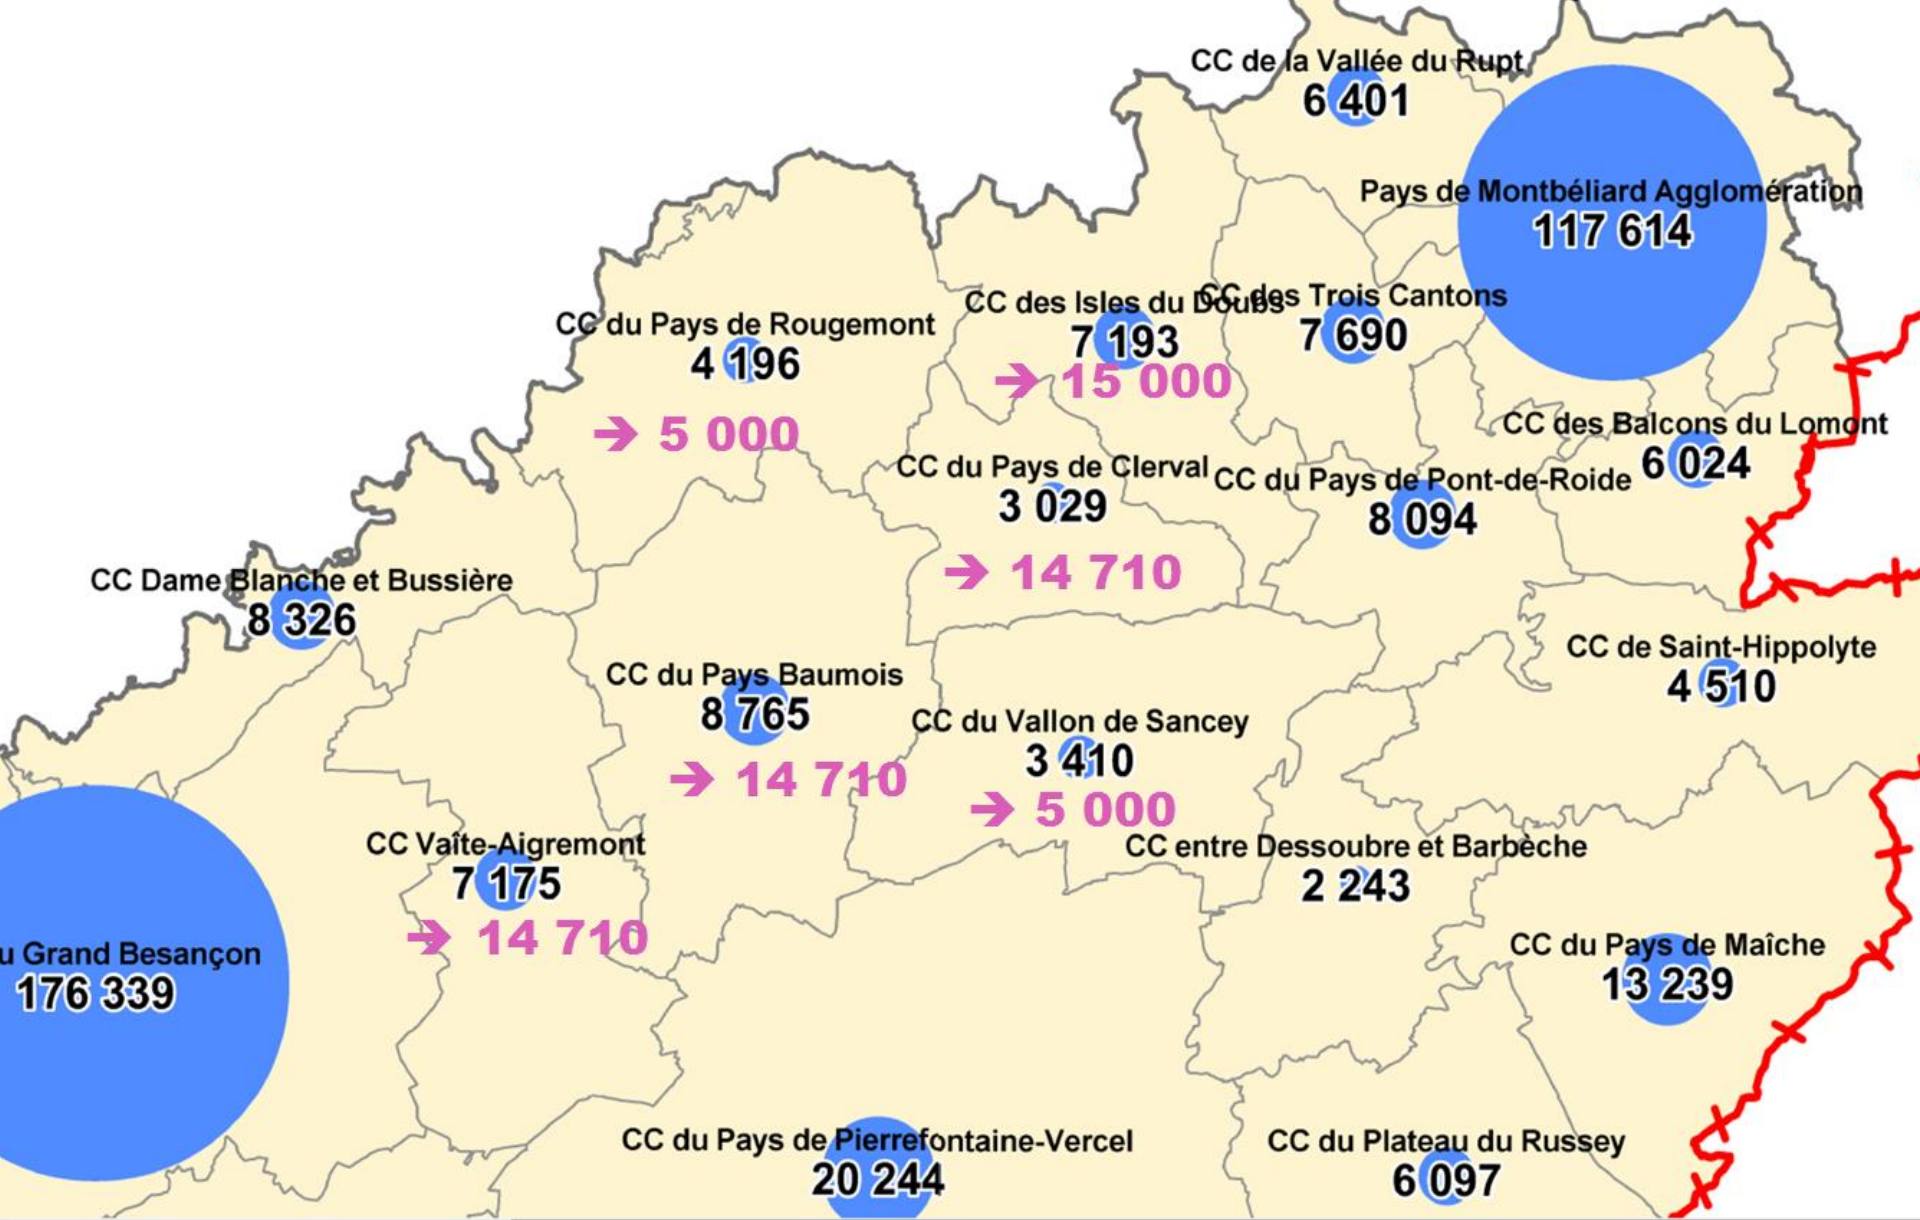 CC de la Vallée du Rupt
6 401
Pays de Montbéliard Agglomération
117 614
CC des Isles du Doubs
7 193
→ 15 000
CC des Trois Cantons
7 690
CC du Pays de Rougemont
4 196
→ 5 000
CC des Balcons du Lomont
6 024
CC du Pays de Clerval
3 029
→ 14 710
CC du Pays de Pont-de-Roide
8 094
CC Dame Blanche et Bussière
8 326
CC de Saint-Hippolyte
4 510
CC du Pays Baumois
8 765
→ 14 710
CC du Vallon de Sancey
3 410
→ 5 000
CC Vaîte-Aigremont
7 175
→ 14 710
CC entre Dessoubre et Barbèche
2 243
u Grand Besançon
176 339
CC du Pays de Maîche
13 239
CC du Pays de Pierrefontaine-Vercel
20 244
CC du Plateau du Russey
6 097